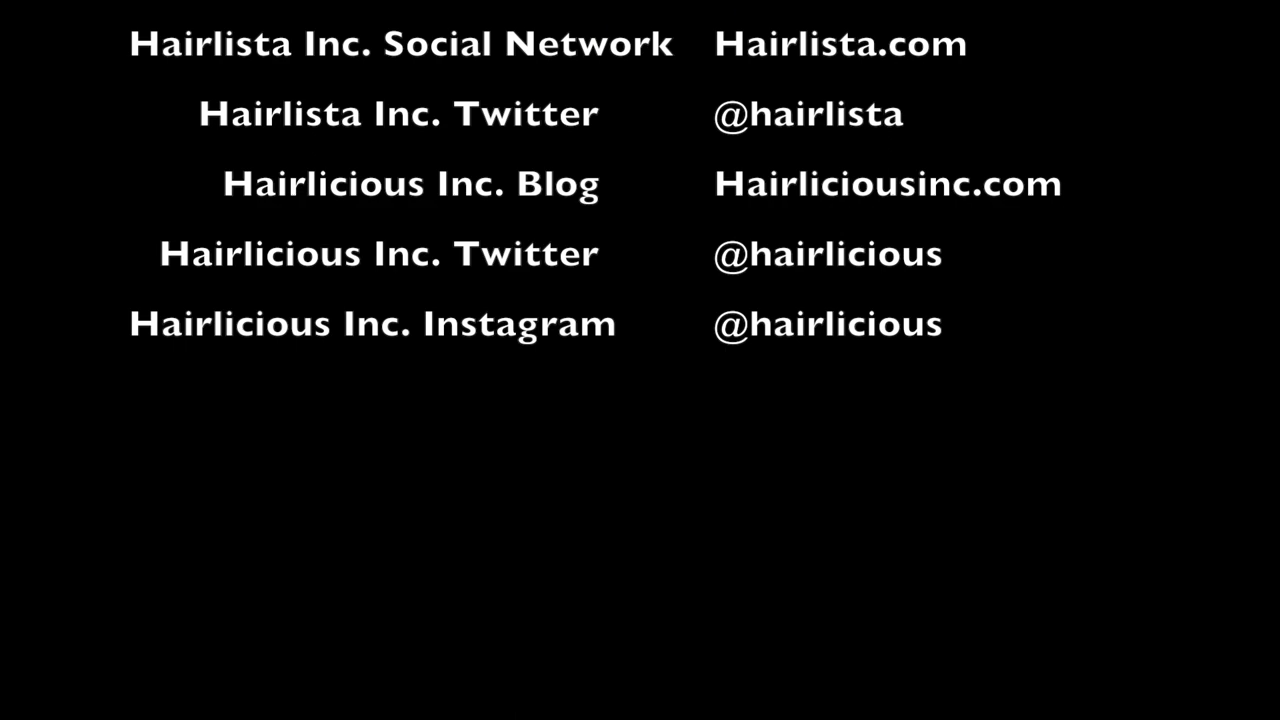 Hairlista Inc. Social Network Hairlista.com
Hairlista Inc. Twitter @hairlista
Hairlicious Inc. Blog Hairliciousinc.com
Hairlicious Inc. Twitter @hairlicious
Hairlicious Inc. Instagram @hairlicious